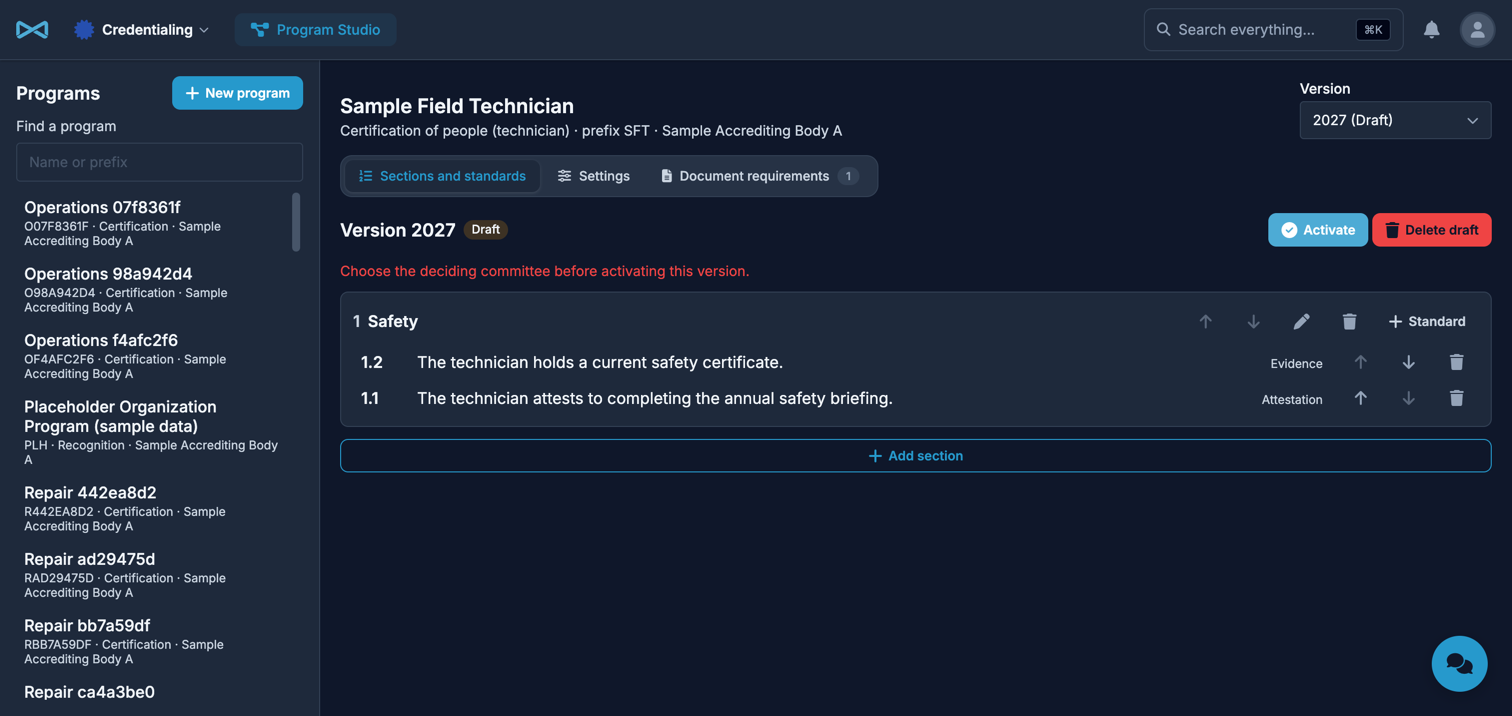 Credentialing
Program Studio
Search everything...
⌘K
Programs
New program
Find a program
Name or prefix
Operations 07f8361f
O07F8361F · Certification · Sample
Accrediting Body A
Operations 98a942d4
O98A942D4 · Certification · Sample
Accrediting Body A
Operations f4afc2f6
OF4AFC2F6 · Certification · Sample
Accrediting Body A
Placeholder Organization
Program (sample data)
PLH · Recognition · Sample Accrediting Body
A
Repair 442ea8d2
R442EA8D2 · Certification · Sample
Accrediting Body A
Repair ad29475d
RAD29475D · Certification · Sample
Accrediting Body A
Repair bb7a59df
RBB7A59DF · Certification · Sample
Accrediting Body A
Repair ca4a3be0
Sample Field Technician
Certification of people (technician) · prefix SFT · Sample Accrediting Body A
Version
2027 (Draft)
Sections and standards
Settings
Document requirements 1
Version 2027 Draft
Activate
Delete draft
Choose the deciding committee before activating this version.
1 Safety
Standard
1.2 The technician holds a current safety certificate. Evidence
1.1 The technician attests to completing the annual safety briefing. Attestation
Add section